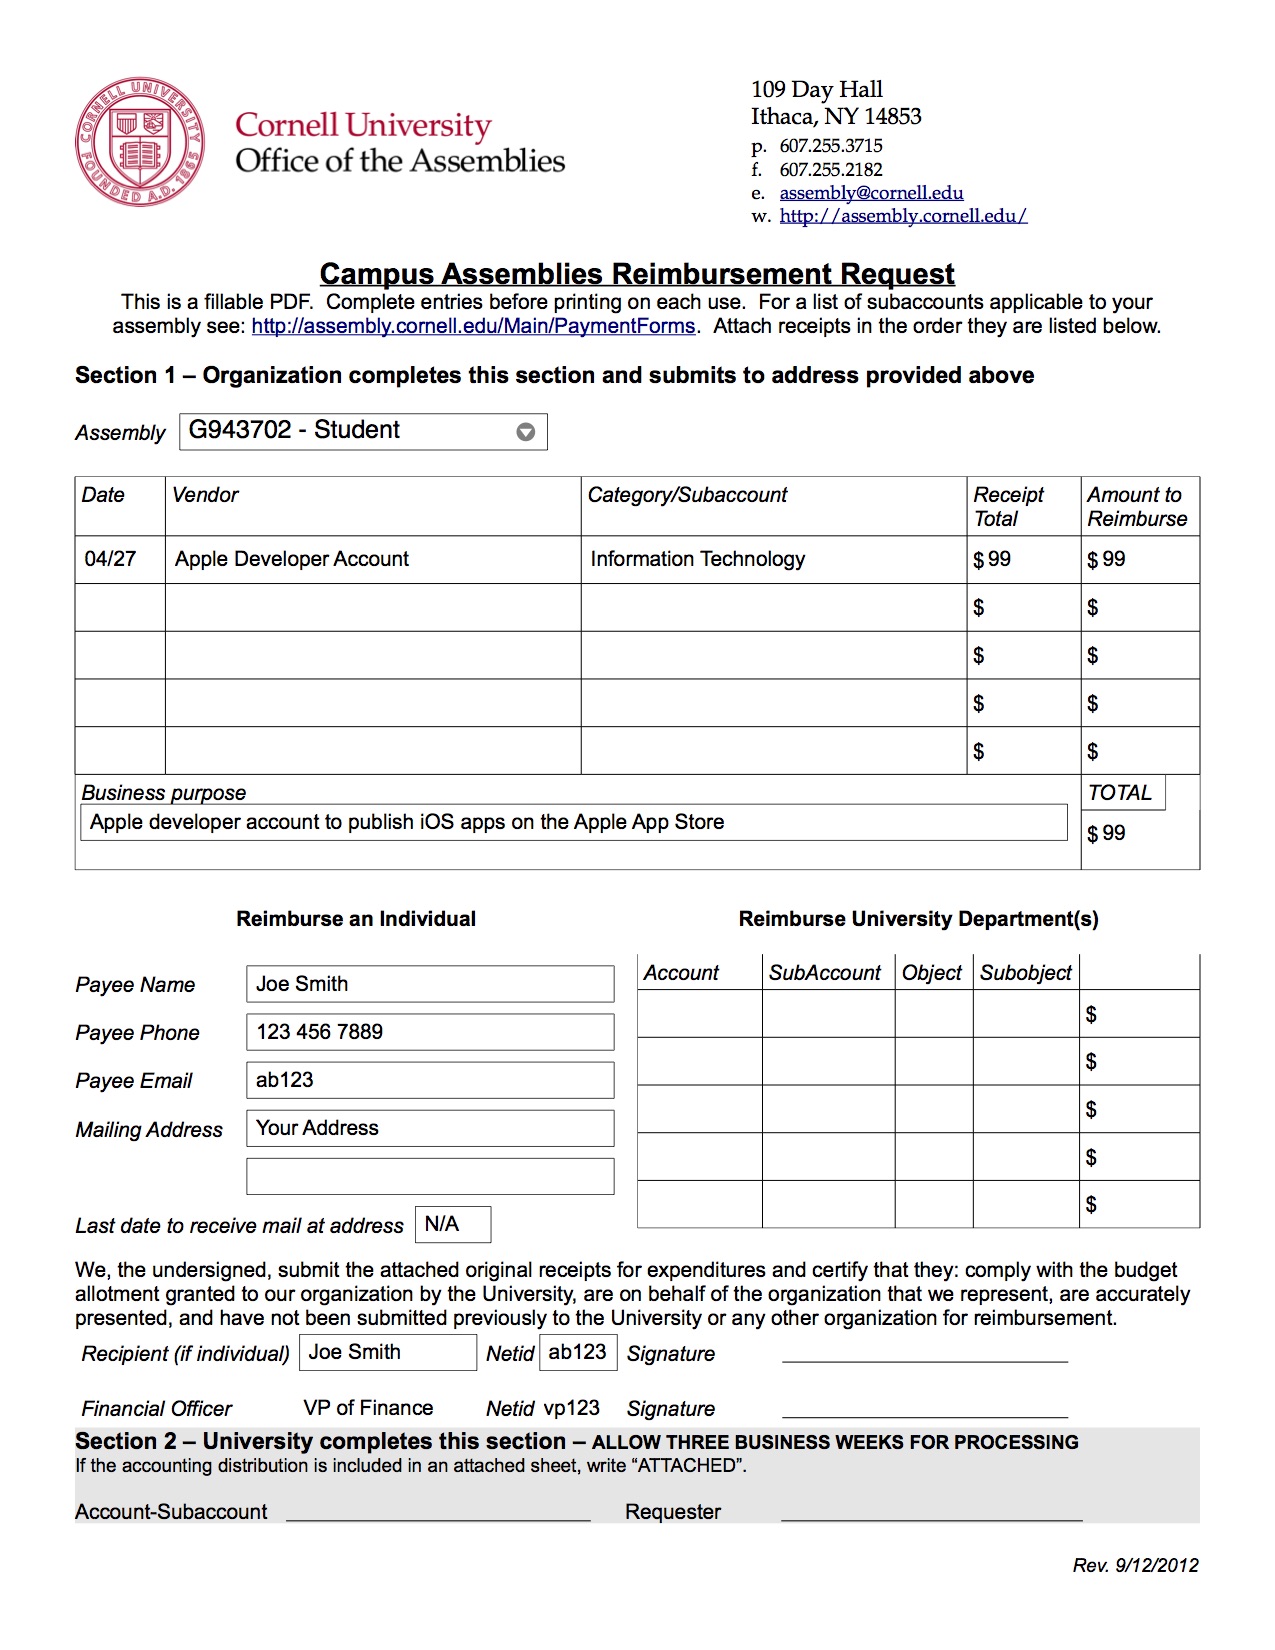 CORNELL UNIVERSITY
FOUNDED A.D. 1865
Cornell University
Office of the Assemblies
109 Day Hall
Ithaca, NY 14853
p. 607.255.3715
f. 607.255.2182
e. assembly@cornell.edu
w. http://assembly.cornell.edu/
Campus Assemblies Reimbursement Request
This is a fillable PDF. Complete entries before printing on each use. For a list of subaccounts applicable to your
assembly see: http://assembly.cornell.edu/Main/PaymentForms. Attach receipts in the order they are listed below.
Section 1 – Organization completes this section and submits to address provided above
Assembly G943702 - Student
Date Vendor Category/Subaccount Receipt Total Amount to Reimburse
04/27 Apple Developer Account Information Technology $ 99 $ 99
$ $
$ $
$ $
$ $
Business purpose TOTAL
Apple developer account to publish iOS apps on the Apple App Store
$ 99
Reimburse an Individual
Payee Name Joe Smith
Payee Phone 123 456 7889
Payee Email ab123
Mailing Address Your Address
Last date to receive mail at address N/A
Reimburse University Department(s)
Account SubAccount Object Subobject
$
$
$
$
$
We, the undersigned, submit the attached original receipts for expenditures and certify that they: comply with the budget
allotment granted to our organization by the University, are on behalf of the organization that we represent, are accurately
presented, and have not been submitted previously to the University or any other organization for reimbursement.
Recipient (if individual) Joe Smith Netid ab123 Signature
Financial Officer VP of Finance Netid vp123 Signature
Section 2 – University completes this section – ALLOW THREE BUSINESS WEEKS FOR PROCESSING
If the accounting distribution is included in an attached sheet, write “ATTACHED”.
Account-Subaccount Requester
Rev. 9/12/2012